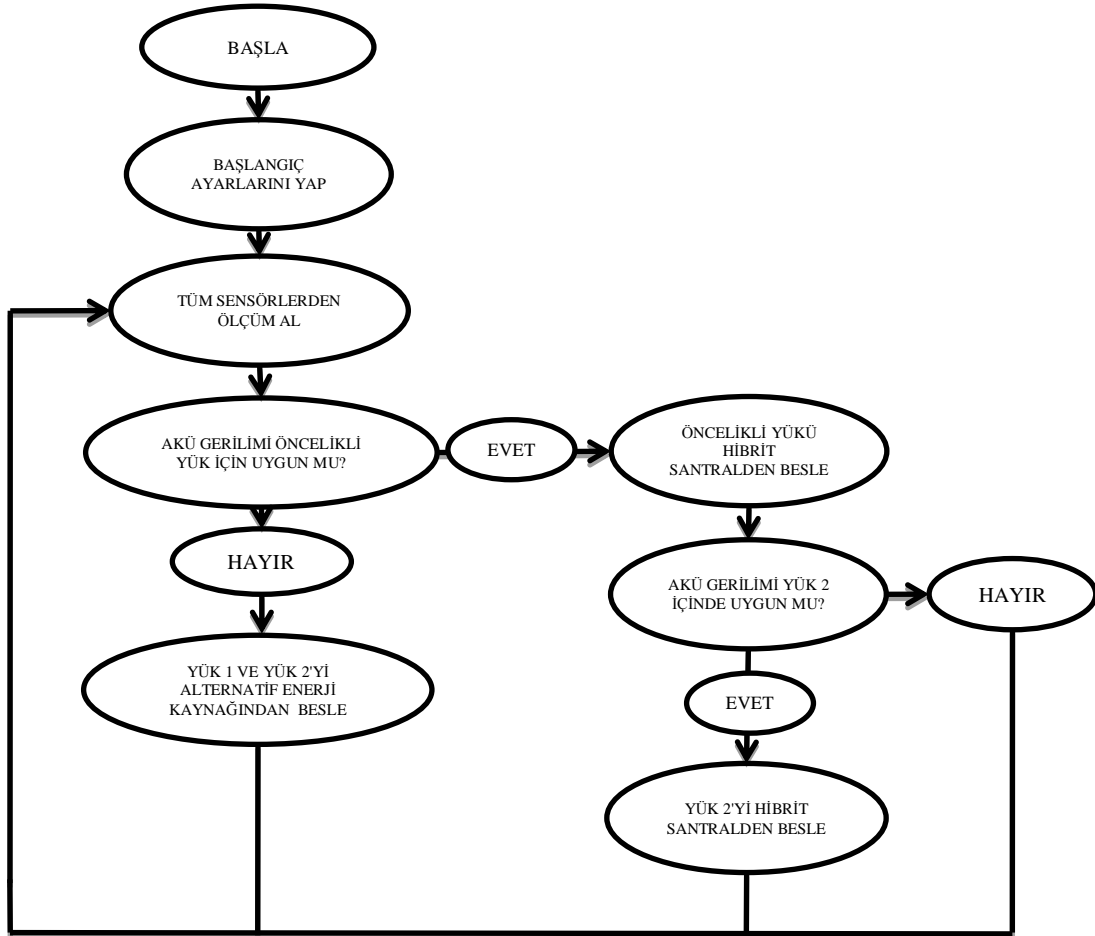 BAŞLA
BAŞLANGIÇ
AYARLARINI YAP
TÜM SENSÖRLERDEN
ÖLÇÜM AL
AKÜ GERİLİMİ ÖNCELİKLİ
YÜK İÇİN UYGUN MU?
EVET
ÖNCELİKLİ YÜKÜ
HİBRİT
SANTRALDEN BESLE
HAYIR
AKÜ GERİLİMİ YÜK 2
İÇİNDE UYGUN MU?
HAYIR
YÜK 1 VE YÜK 2'Yİ
ALTERNATİF ENERJİ
KAYNAĞINDAN BESLE
EVET
YÜK 2'Yİ HİBRİT
SANTRALDEN BESLE